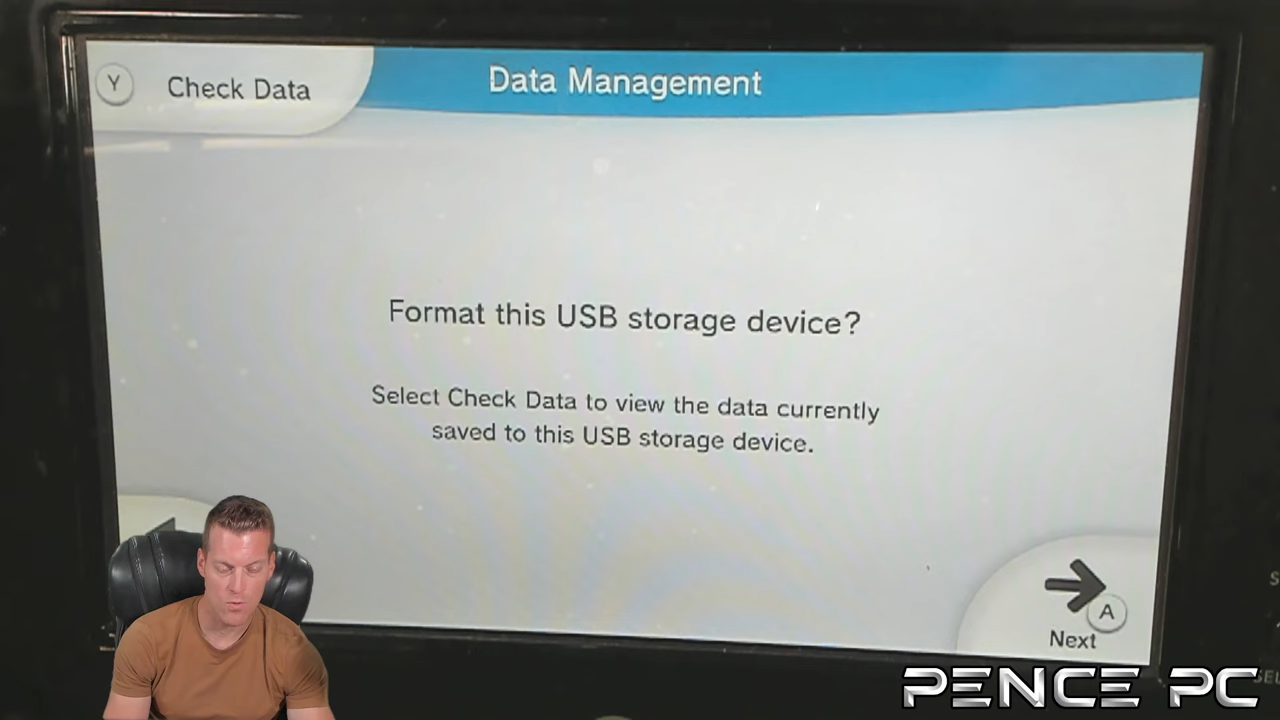 Y Check Data
Data Management
Format this USB storage device?
Select Check Data to view the data currently
saved to this USB storage device.
A
Next
PENCE PC